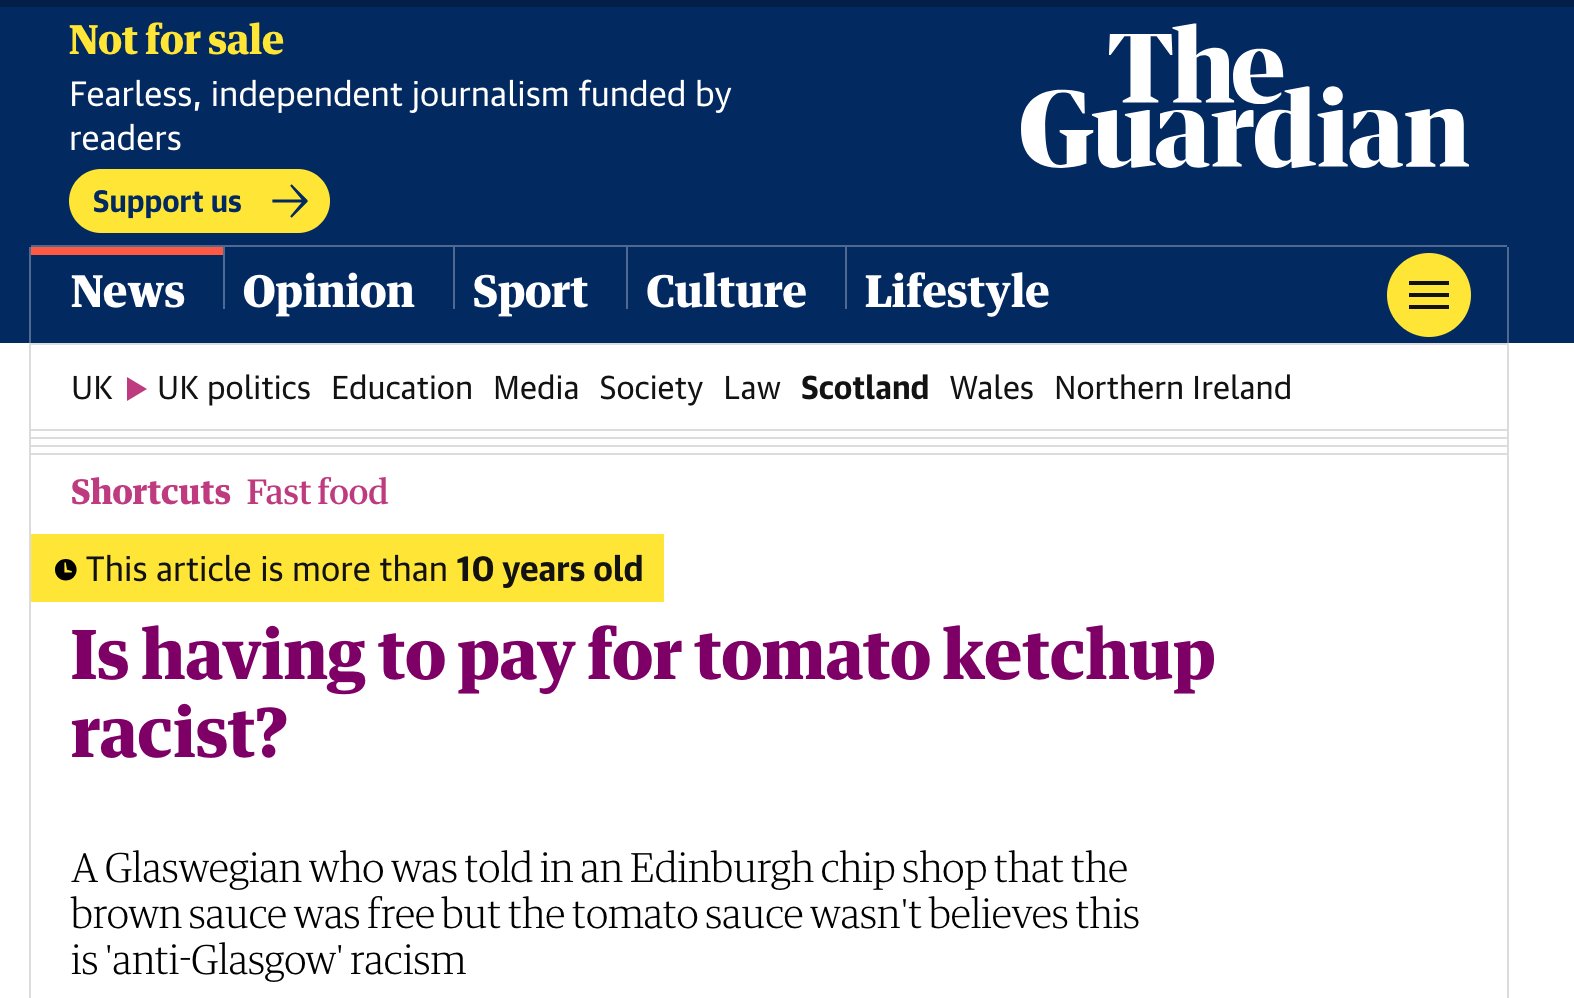 Not for sale
Fearless, independent journalism funded by
readers
Support us
The
Guardian
News Opinion Sport Culture Lifestyle
UK UK politics Education Media Society Law Scotland Wales Northern Ireland
Shortcuts Fast food
This article is more than 10 years old
Is having to pay for tomato ketchup
racist?
A Glaswegian who was told in an Edinburgh chip shop that the
brown sauce was free but the tomato sauce wasn't believes this
is 'anti-Glasgow' racism